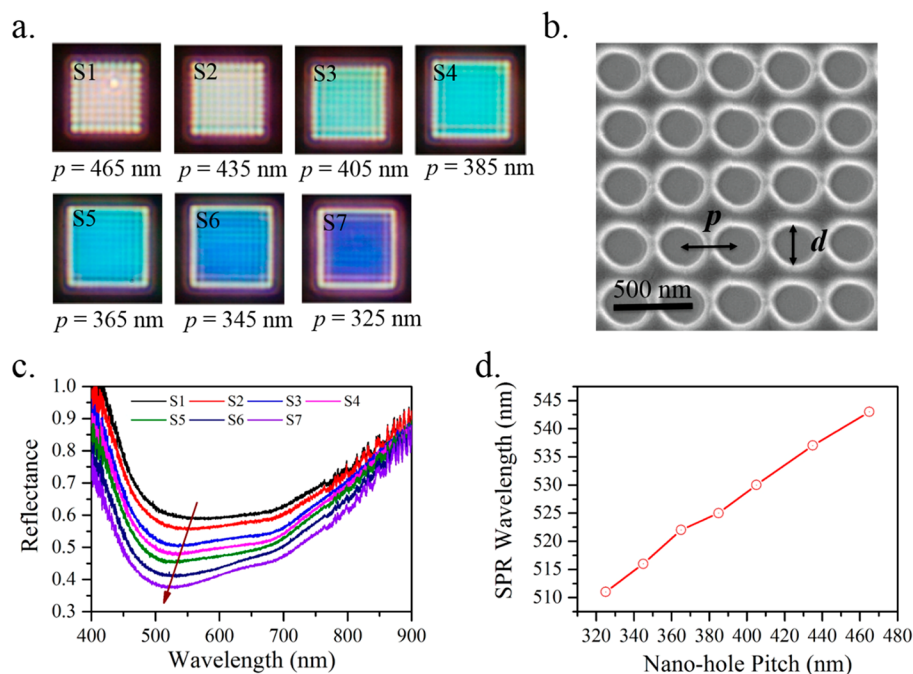 a.
S1 S2 S3 S4
p = 465 nm p = 435 nm p = 405 nm p = 385 nm
S5 S6 S7
p = 365 nm p = 345 nm p = 325 nm
b.
p
d
500 nm
c.
1.0
0.9
0.8
0.7
0.6
0.5
0.4
0.3
Reflectance
S1 S2 S3 S4
S5 S6 S7
400 500 600 700 800 900
Wavelength (nm)
d.
545
540
535
530
525
520
515
510
SPR Wavelength (nm)
320 340 360 380 400 420 440 460 480
Nano-hole Pitch (nm)